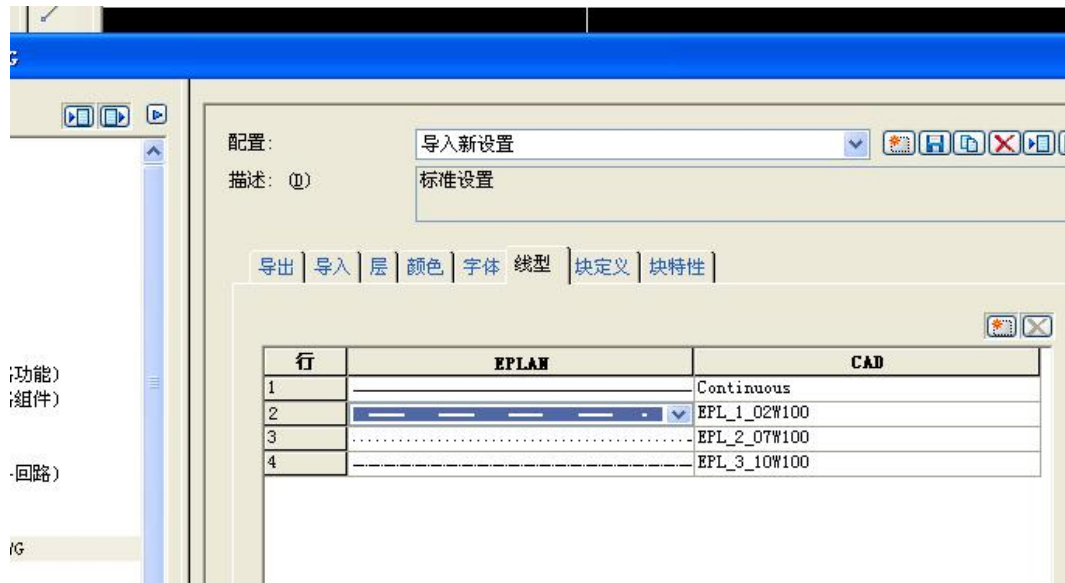 G
配置:
导入新设置
描述: (D)
标准设置
导出 导入 层 颜色 字体 线型 块定义 块特性
行 EPLAN CAD
1 Continuous
2 EPL_1_02W100
3 EPL_2_07W100
4 EPL_3_10W100
功能)
组件)
回路)
G